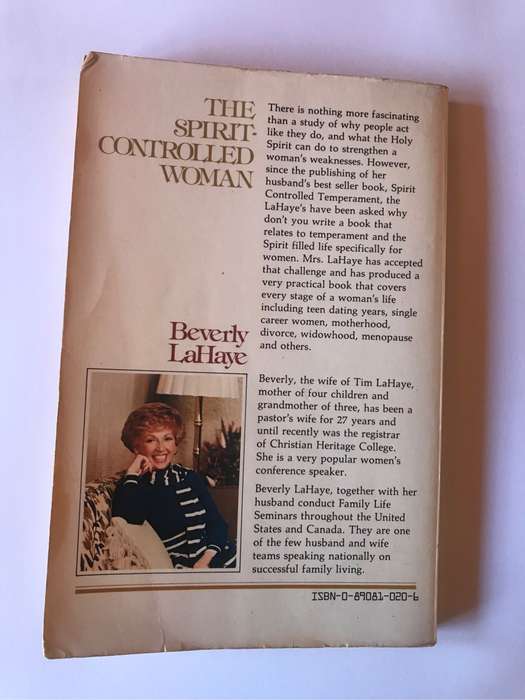 THE
SPIRIT-
CONTROLLED
WOMAN
There is nothing more fascinating
than a study of why people act
like they do, and what the Holy
Spirit can do to strengthen a
woman's weaknesses. However,
since the publishing of her
husband's best seller book, Spirit
Controlled Temperament, the
LaHaye's have been asked why
don't you write a book that
relates to temperament and the
Spirit filled life specifically for
women. Mrs. LaHaye has accepted
that challenge and has produced a
very practical book that covers
every stage of a woman's life
including teen dating years, single
career women, motherhood,
divorce, widowhood, menopause
and others.
Beverly
LaHaye
Beverly, the wife of Tim LaHaye,
mother of four children and
grandmother of three, has been a
pastor's wife for 27 years and
until recently was the registrar
of Christian Heritage College.
She is a very popular women's
conference speaker.
Beverly LaHaye, together with her
husband conduct Family Life
Seminars throughout the United
States and Canada. They are one
of the few husband and wife
teams speaking nationally on
successful family living.
ISBN-0-89081-020-6